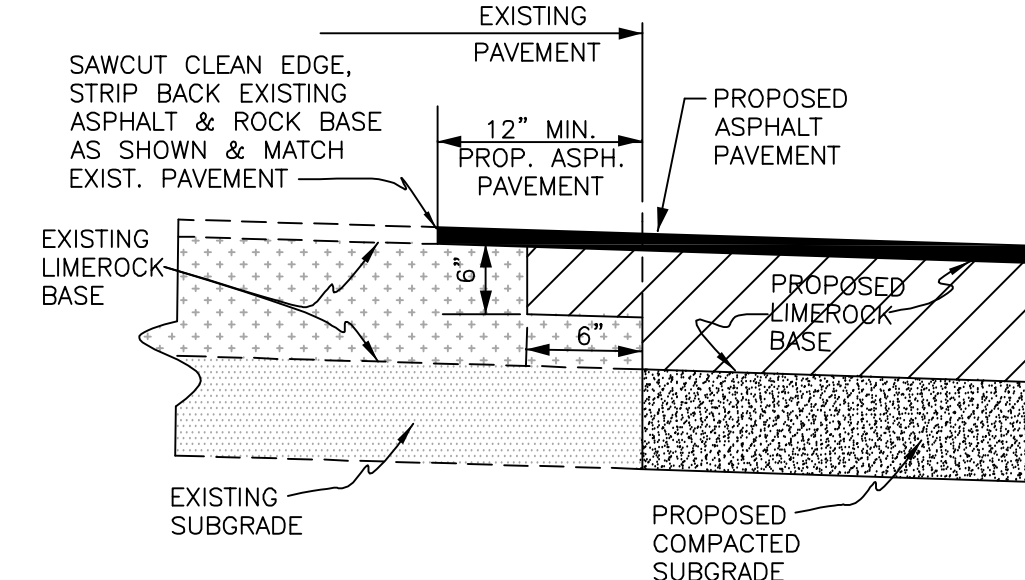 EXISTING
PAVEMENT
SAWCUT CLEAN EDGE,
STRIP BACK EXISTING
ASPHALT & ROCK BASE
AS SHOWN & MATCH
EXIST. PAVEMENT
12" MIN.
PROP. ASPH.
PAVEMENT
PROPOSED
ASPHALT
PAVEMENT
EXISTING
LIMEROCK
BASE
6"
6"
PROPOSED
LIMEROCK
BASE
EXISTING
SUBGRADE
PROPOSED
COMPACTED
SUBGRADE